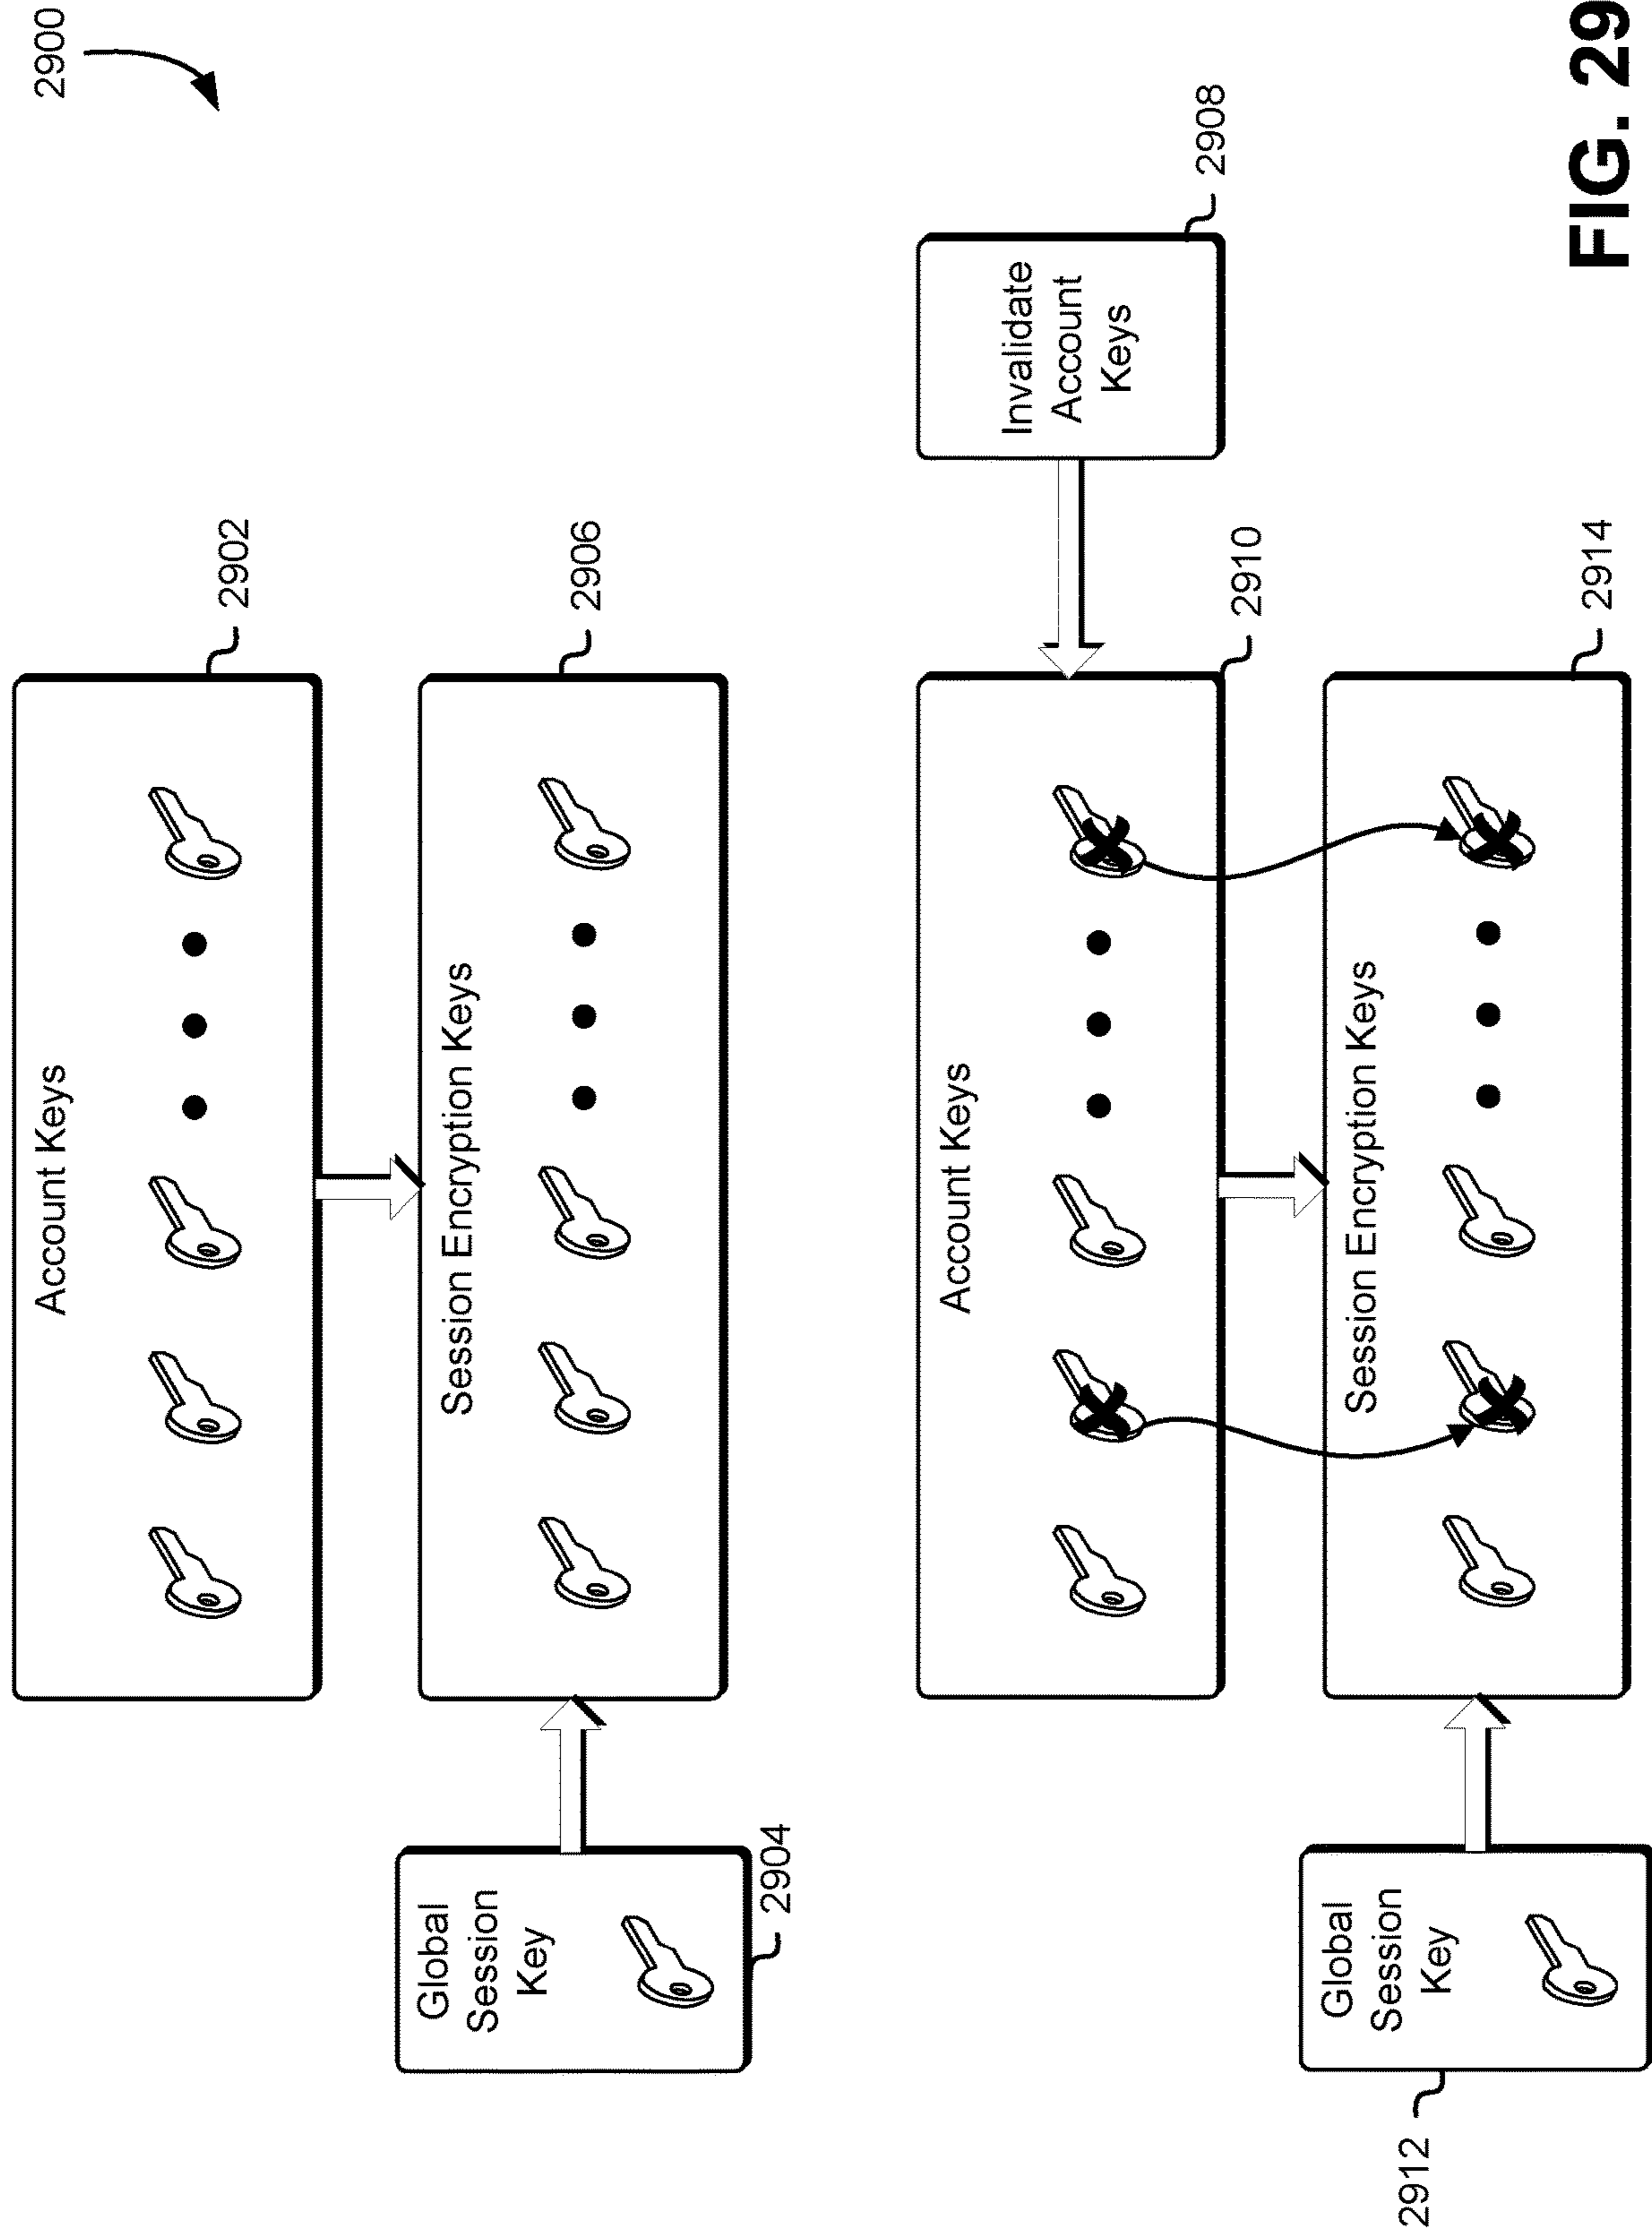 2900
Account Keys
2902
Session Encryption Keys
2906
Global
Session
Key
2904
Invalidate
Account
Keys
2908
Account Keys
2910
Session Encryption Keys
2914
Global
Session
Key
2912
FIG. 29